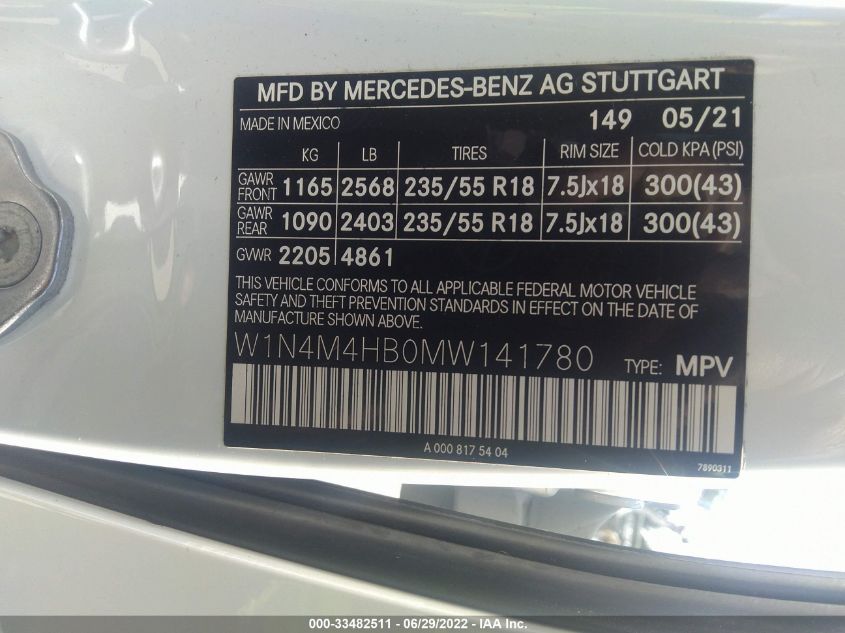 MFD BY MERCEDES-BENZ AG STUTTGART
MADE IN MEXICO 149 05/21
KG LB TIRES RIM SIZE COLD KPA (PSI)
GAWR FRONT 1165 2568 235/55 R18 7.5Jx18 300(43)
GAWR REAR 1090 2403 235/55 R18 7.5Jx18 300(43)
GVWR 2205 4861
THIS VEHICLE CONFORMS TO ALL APPLICABLE FEDERAL MOTOR VEHICLE
SAFETY AND THEFT PREVENTION STANDARDS IN EFFECT ON THE DATE OF
MANUFACTURE SHOWN ABOVE.
W1N4M4HB0MW141780 TYPE: MPV
A 000 817 54 04
7890311
000-33482511 - 06/29/2022 - IAA Inc.